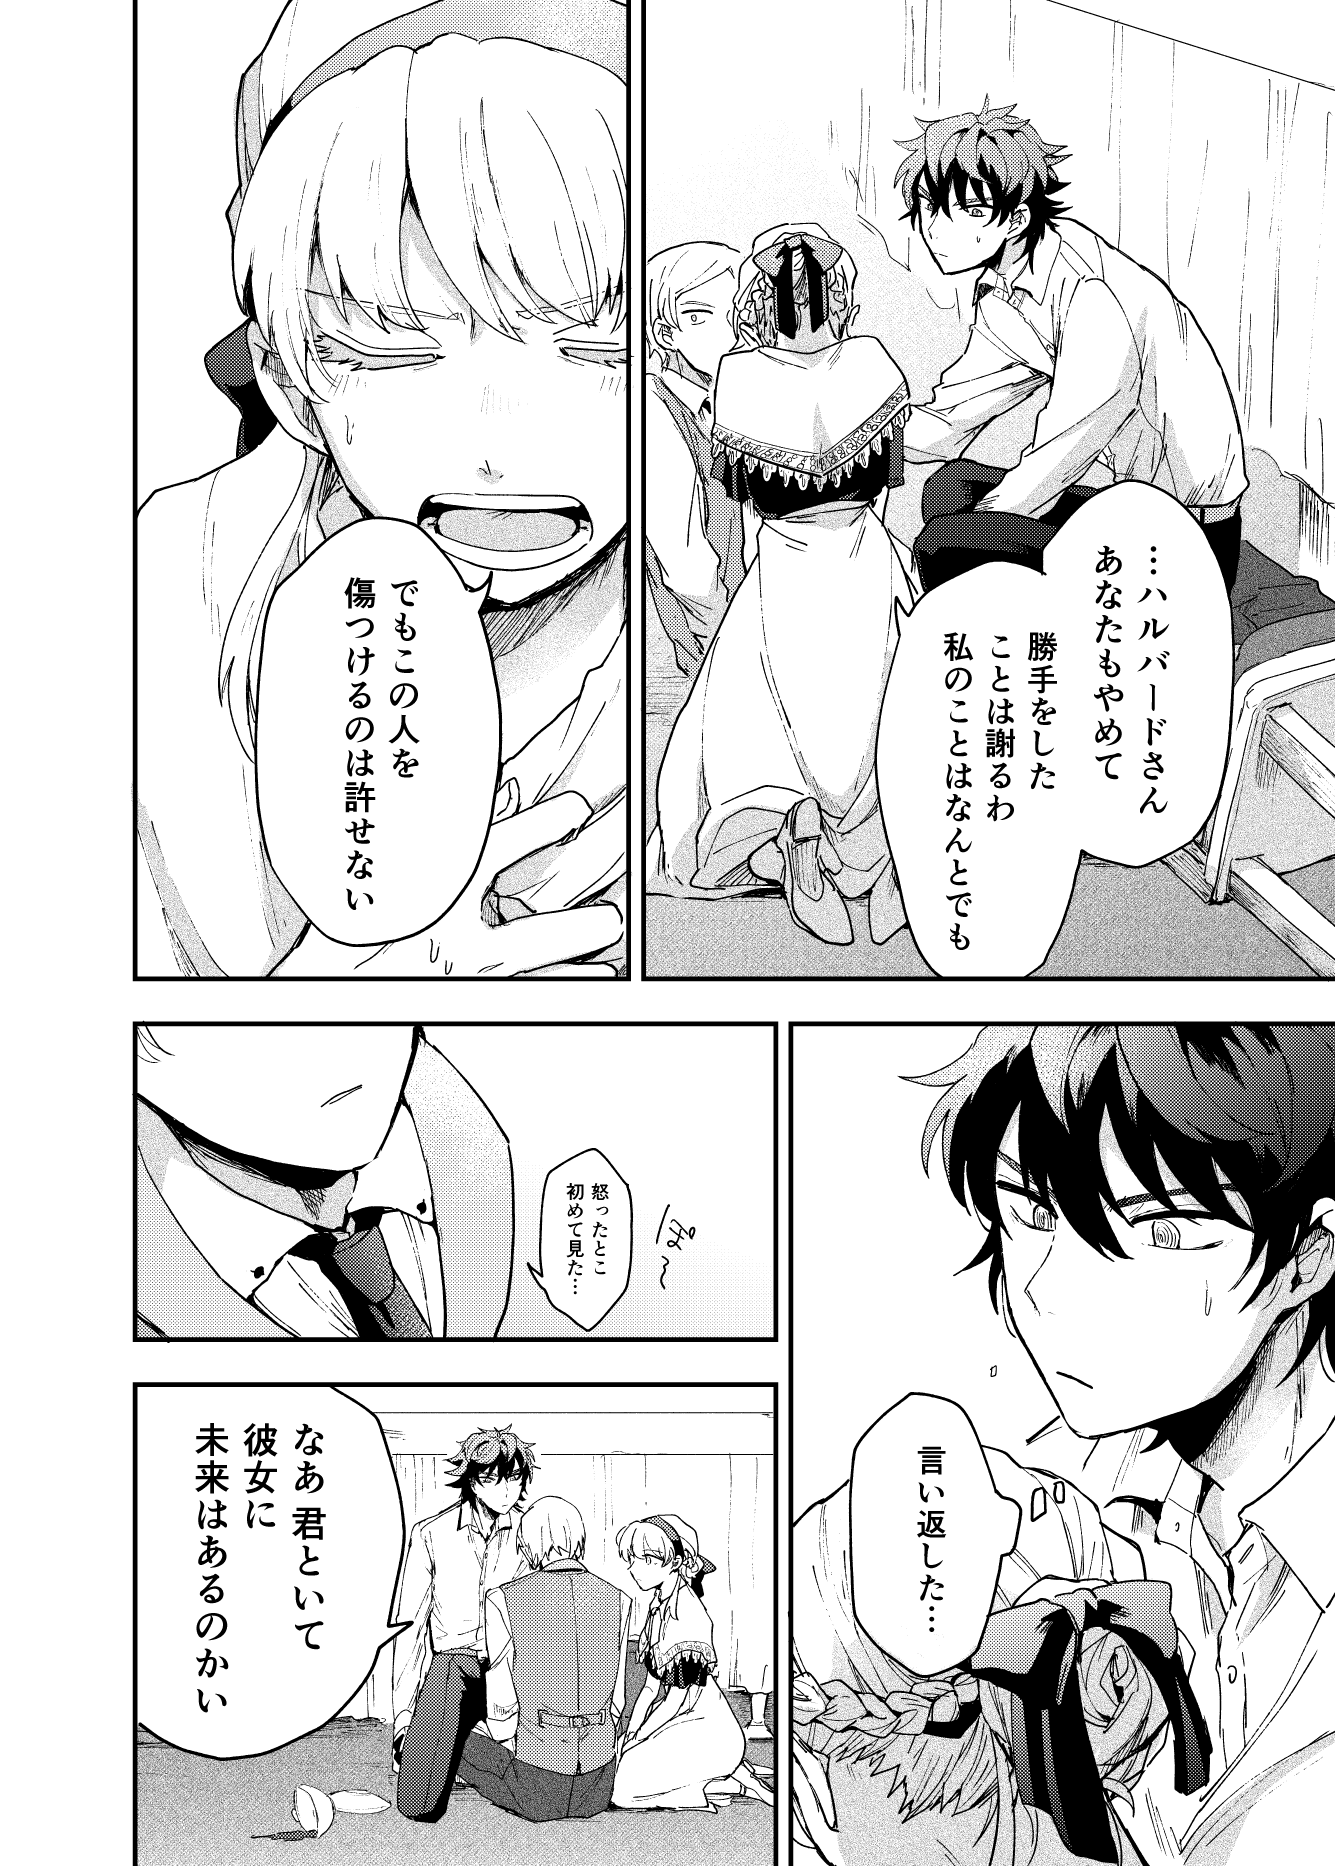 …ハルバードさん
あなたもやめて
勝手をした
ことは謝るわ
私のことはなんとでも
でもこの人を
傷つけるのは許せない
言い返した…
ぽ～
怒ったとこ
初めて見た…
なあ 君といて
彼女に
未来はあるのかい